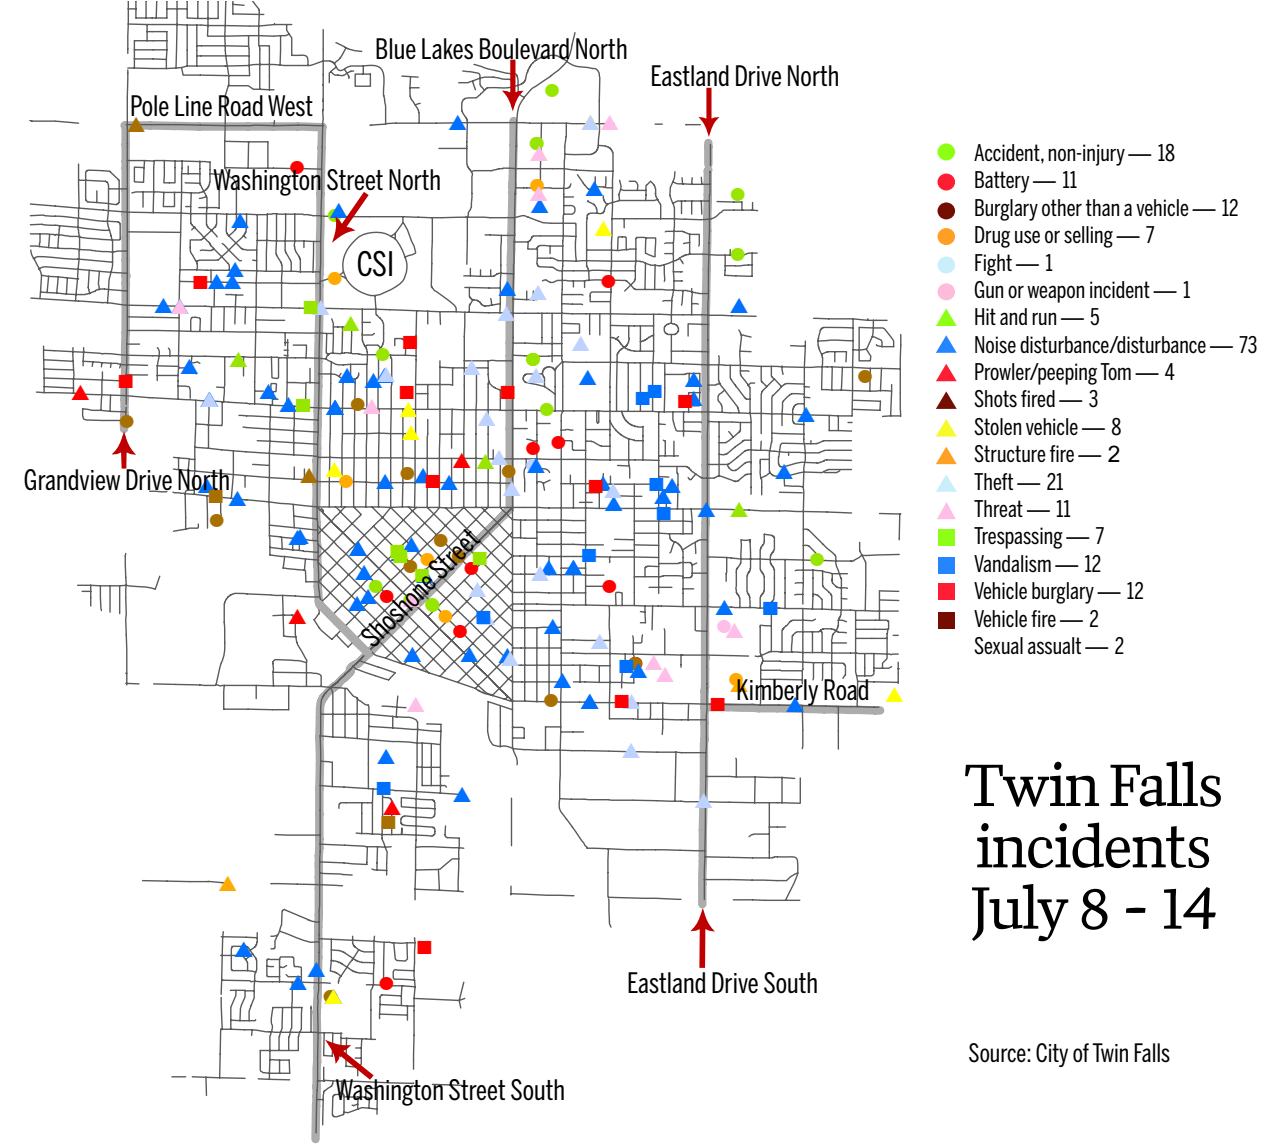 Blue Lakes Boulevard North
Eastland Drive North
Pole Line Road West
Washington Street North
CSI
Grandview Drive North
Shoshone Street
Kimberly Road
Eastland Drive South
Washington Street South
Accident, non-injury — 18
Battery — 11
Burglary other than a vehicle — 12
Drug use or selling — 7
Fight — 1
Gun or weapon incident — 1
Hit and run — 5
Noise disturbance/disturbance — 73
Prowler/peeping Tom — 4
Shots fired — 3
Stolen vehicle — 8
Structure fire — 2
Theft — 21
Threat — 11
Trespassing — 7
Vandalism — 12
Vehicle burglary — 12
Vehicle fire — 2
Sexual assualt — 2
Twin Falls
incidents
July 8 - 14
Source: City of Twin Falls